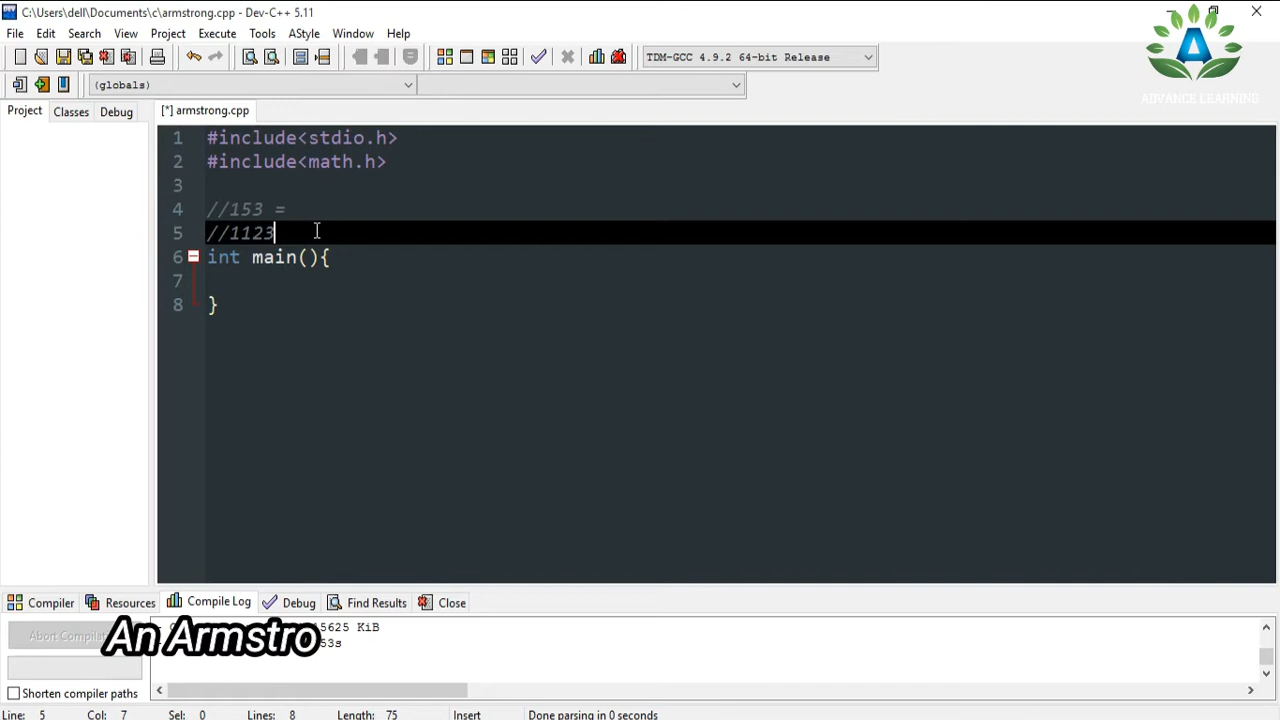 C:\Users\dell\Documents\c\armstrong.cpp - Dev-C++ 5.11
File Edit Search View Project Execute Tools AStyle Window Help
TDM-GCC 4.9.2 64-bit Release
(globals)
ADVANCE LEARNING
Project Classes Debug
[*] armstrong.cpp
1 #include<stdio.h>
2 #include<math.h>
3
4 //153 =
5 //1123
6 int main(){
7
8 }
Compiler Resources Compile Log Debug Find Results Close
Abort Compilat
15625 KiB
53s
An Armstro
Shorten compiler paths
Line: 5 Col: 7 Sel: 0 Lines: 8 Length: 75 Insert Done parsing in 0 seconds